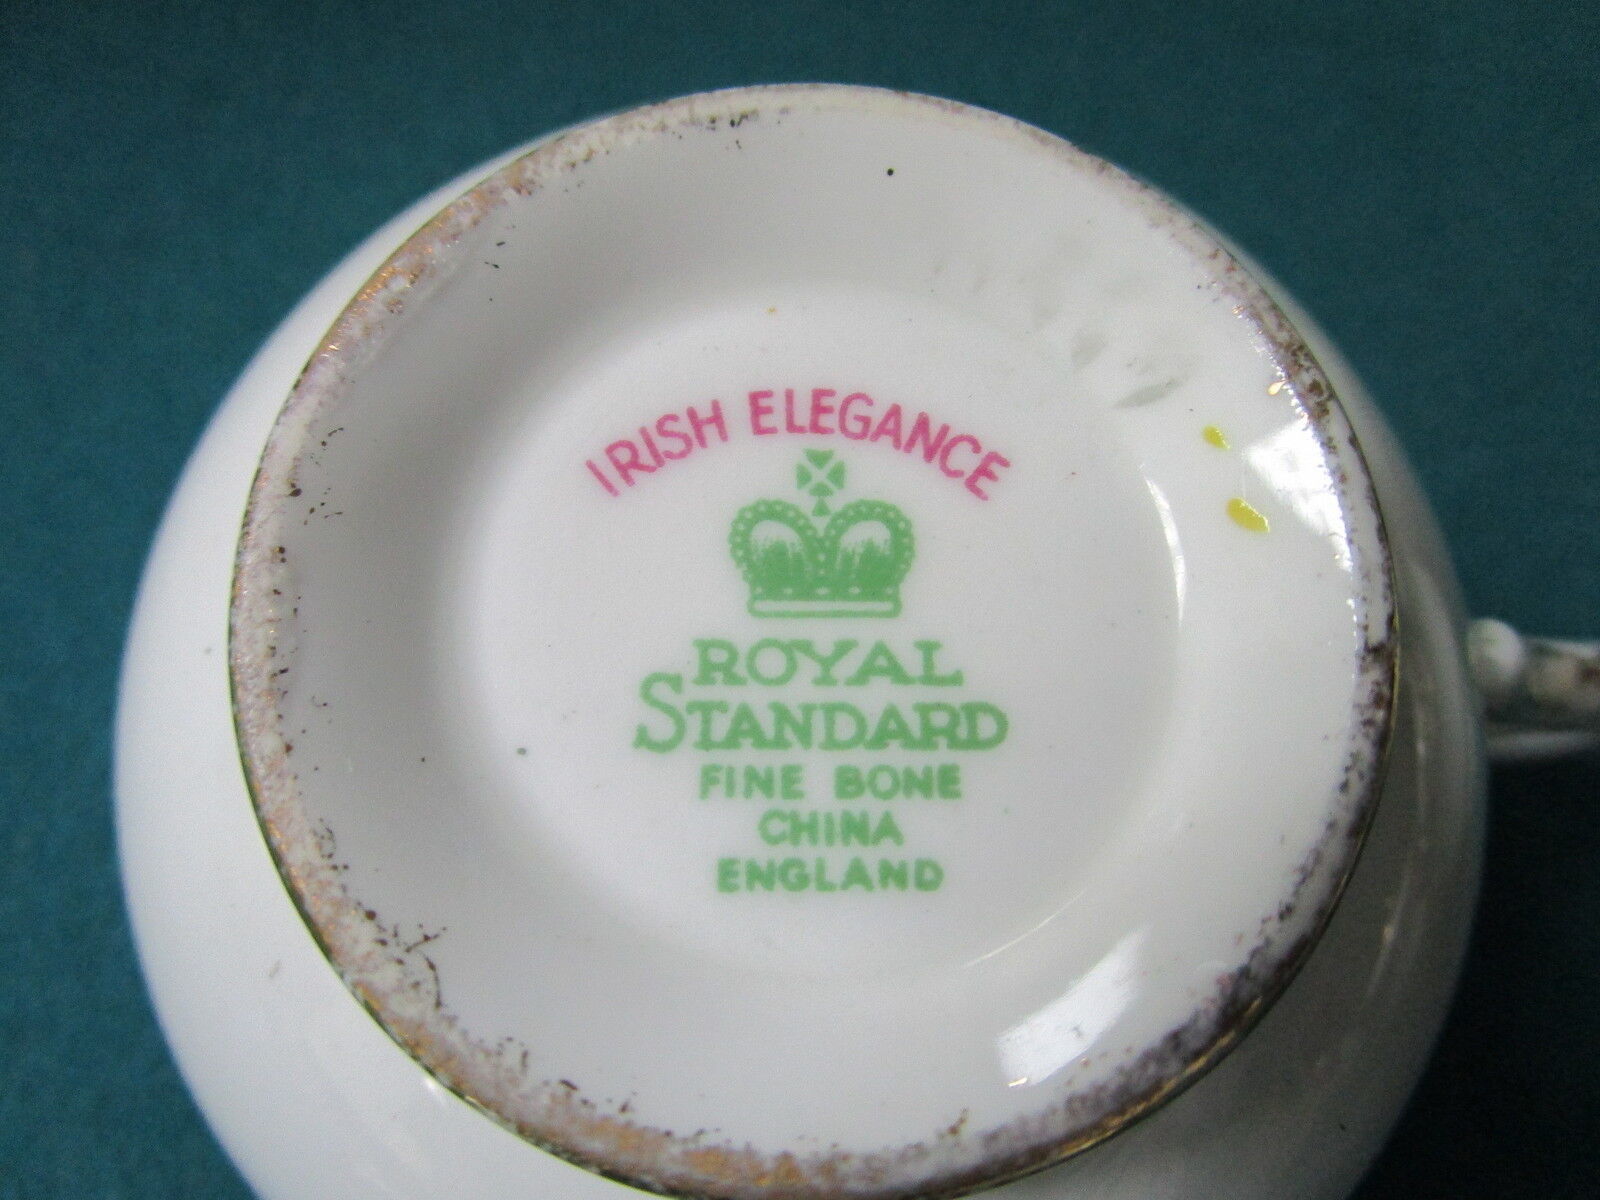 IRISH ELEGANCE
ROYAL
STANDARD
FINE BONE
CHINA
ENGLAND